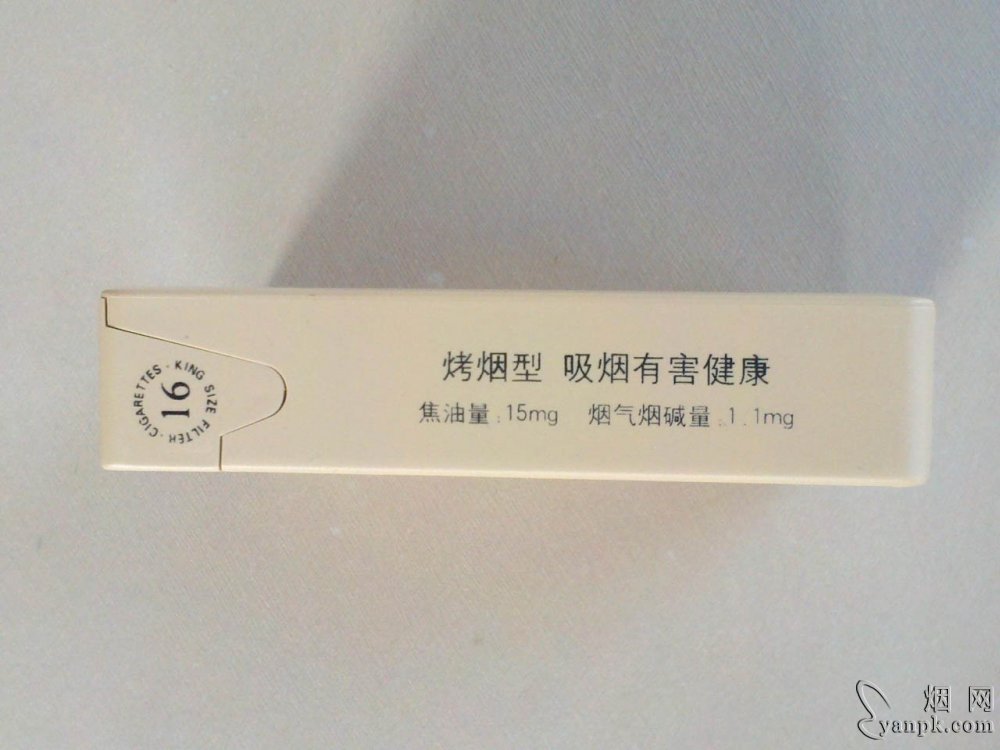 CIGARETTES · KING SIZE FILTER ·
16
烤烟型 吸烟有害健康
焦油量:15mg 烟气烟碱量:1.1mg
烟网
yanpk.com